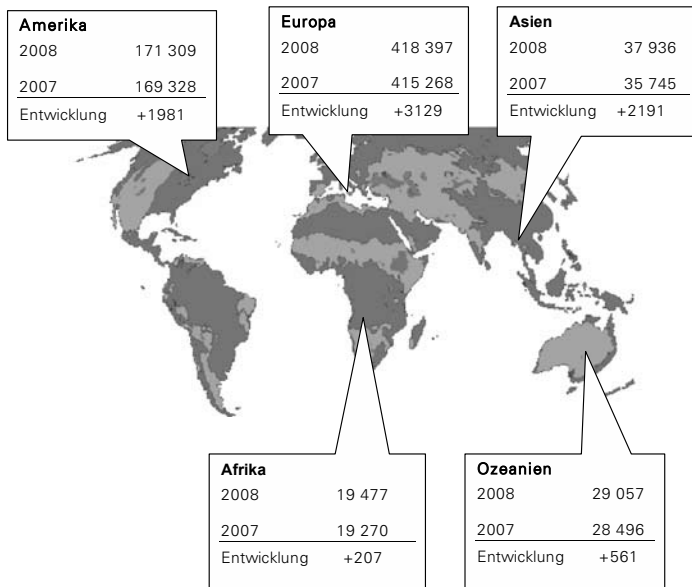 Amerika
2008 171 309
2007 169 328
Entwicklung +1981
Europa
2008 418 397
2007 415 268
Entwicklung +3129
Asien
2008 37 936
2007 35 745
Entwicklung +2191
Afrika
2008 19 477
2007 19 270
Entwicklung +207
Ozeanien
2008 29 057
2007 28 496
Entwicklung +561